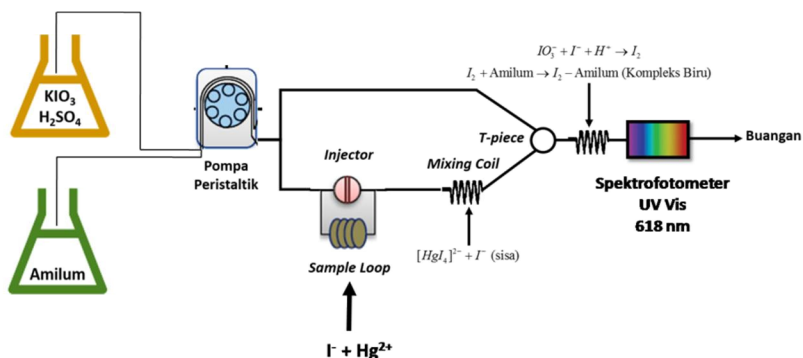 KIO₃
H₂SO₄
Amilum
Pompa
Peristaltik
Injector
Sample Loop
I⁻ + Hg²⁺
Mixing Coil
[HgI₄]²⁻ + I⁻ (sisa)
T-piece
IO₃⁻ + I⁻ + H⁺ → I₂
I₂ + Amilum → I₂ – Amilum (Kompleks Biru)
Spektrofotometer
UV Vis
618 nm
Buangan